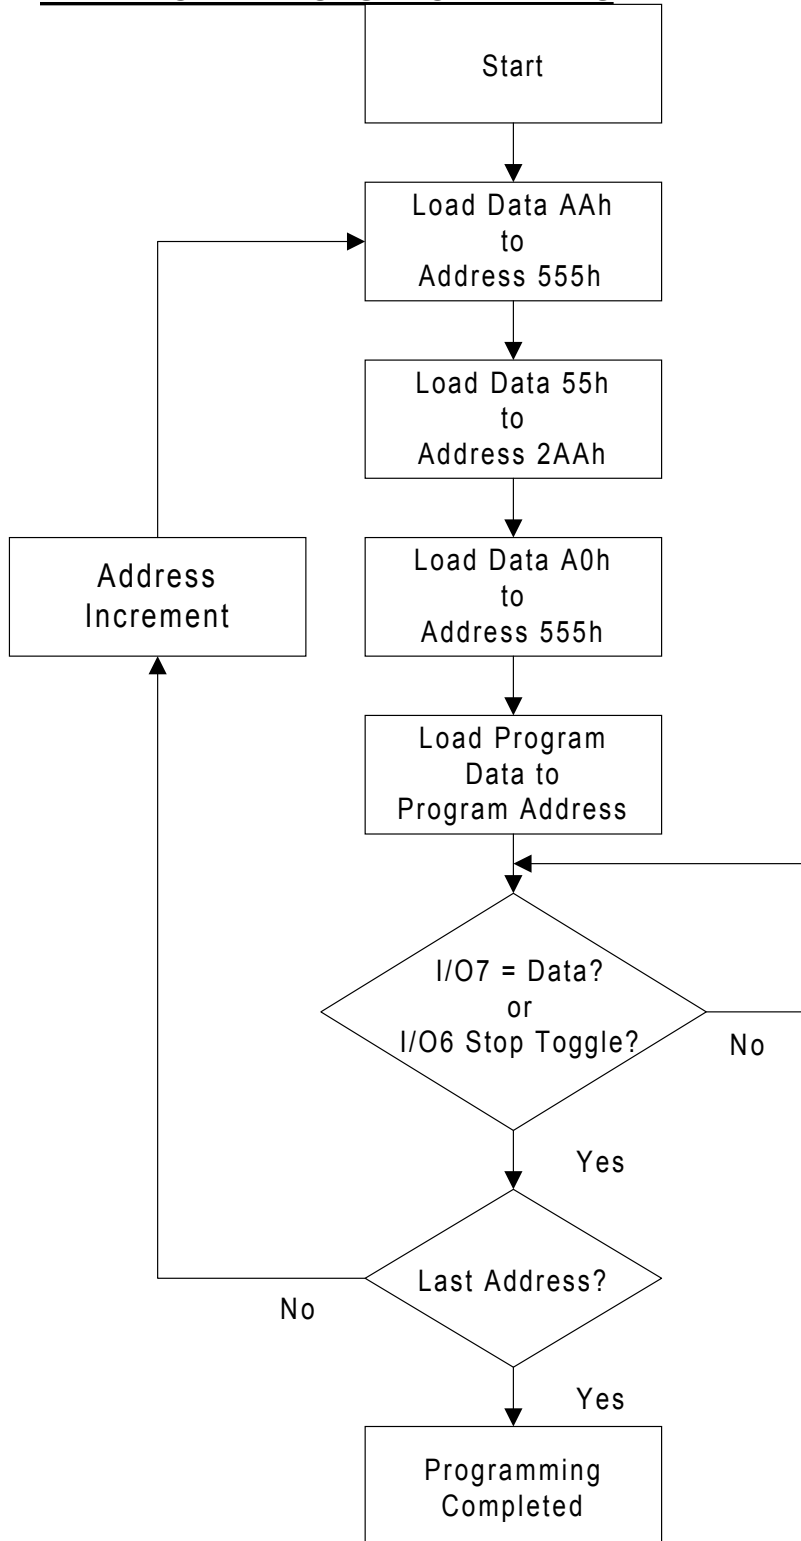 Start
Load Data AAh
to
Address 555h
Load Data 55h
to
Address 2AAh
Address
Increment
Load Data A0h
to
Address 555h
Load Program
Data to
Program Address
I/O7 = Data?
or
I/O6 Stop Toggle?
No
Yes
Last Address?
No
Yes
Programming
Completed